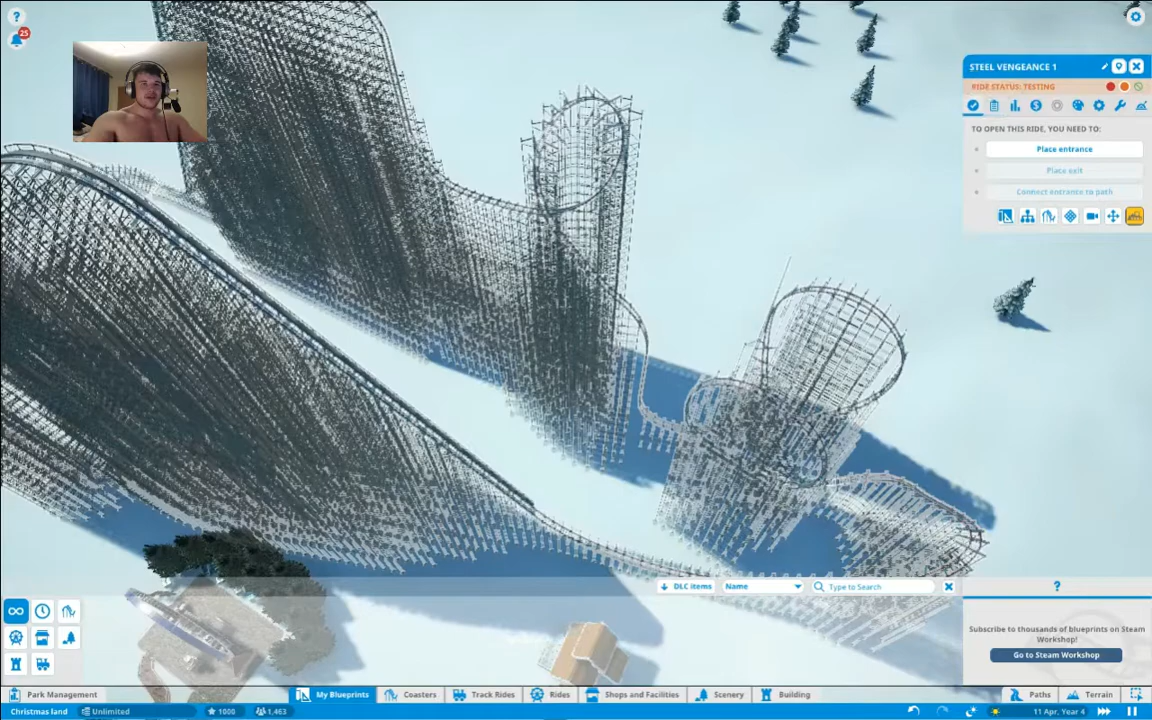 ?
25
STEEL VENGEANCE 1
RIDE STATUS: TESTING
TO OPEN THIS RIDE, YOU NEED TO:
Place entrance
Place exit
Connect entrance to path
DLC items
Name
Type to Search
?
Subscribe to thousands of blueprints on Steam
Workshop!
Go to Steam Workshop
Park Management
My Blueprints
Coasters
Track Rides
Rides
Shops and Facilities
Scenery
Building
Paths
Terrain
Christmas land
Unlimited
1000
1,463
11 Apr, Year 4